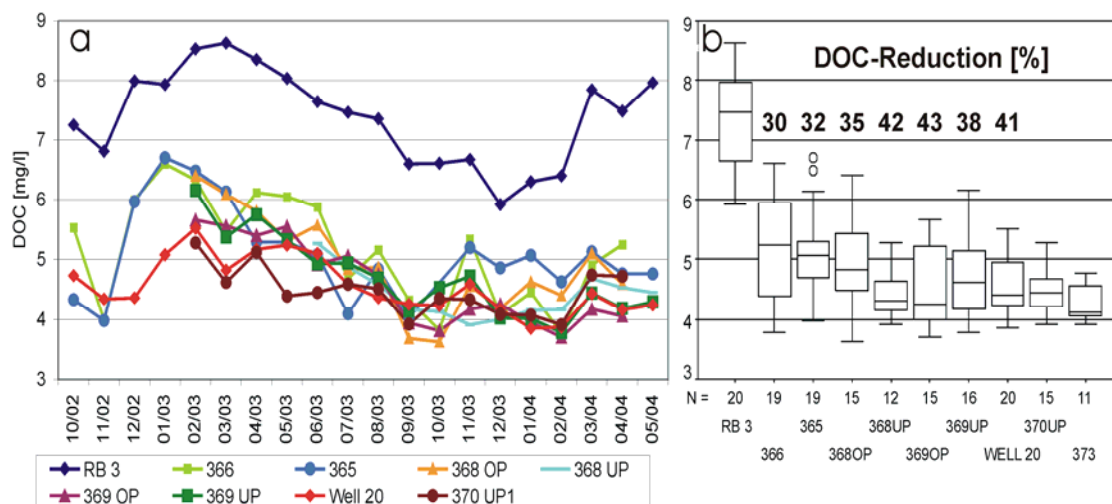 a
DOC [mg/l]
9
8
7
6
5
4
3
10/02 11/02 12/02 01/03 02/03 03/03 04/03 05/03 06/03 07/03 08/03 09/03 10/03 11/03 12/03 01/04 02/04 03/04 04/04 05/04
RB 3 366 365 368 OP 368 UP
369 OP 369 UP Well 20 370 UP1
b
DOC-Reduction [%]
9
8
7
6
5
4
3
30 32 35 42 43 38 41
N = 20 19 19 15 12 15 16 20 15 11
RB 3 365 368UP 369UP 370UP
366 368OP 369OP WELL 20 373